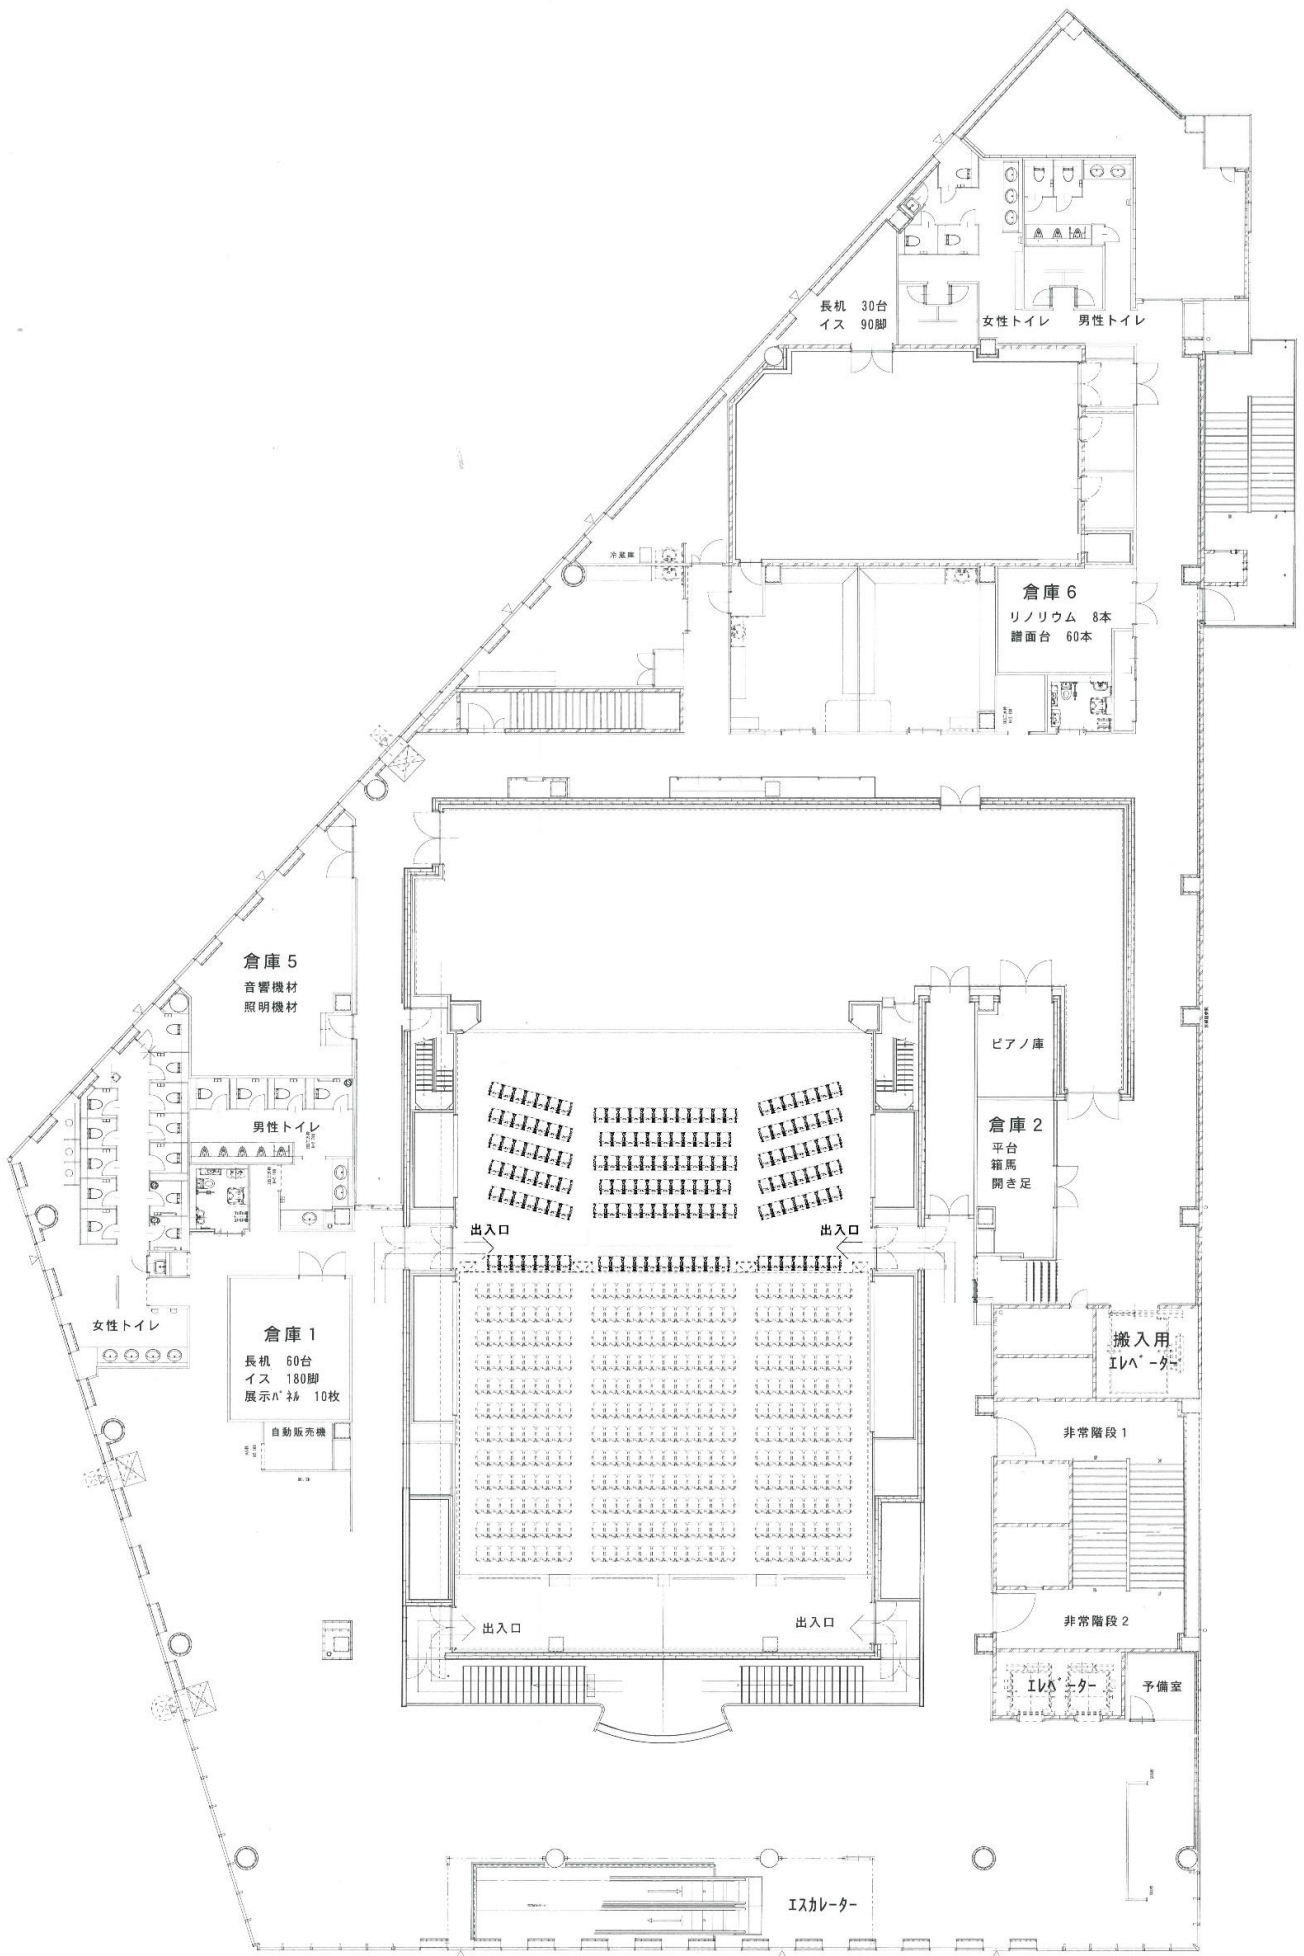 長机 30台
イス 90脚
女性トイレ
男性トイレ
冷蔵庫
倉庫6
リノリウム 8本
譜面台 60本
倉庫5
音響機材
照明機材
ピアノ庫
倉庫2
平台
箱馬
開き足
男性トイレ
出入口
出入口
女性トイレ
倉庫1
長机 60台
イス 180脚
展示パネル 10枚
自動販売機
搬入用
エレベーター
非常階段1
非常階段2
出入口
出入口
エレベーター
予備室
エスカレーター